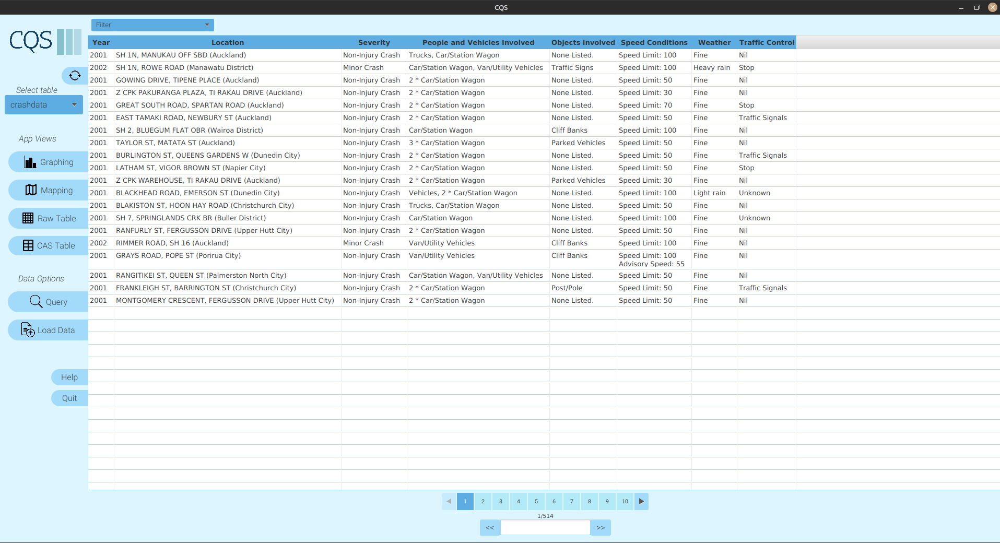 CQS
CQS
Filter
Select table
crashdata
App Views
Graphing
Mapping
Raw Table
CAS Table
Data Options
Query
Load Data
Help
Quit
Year Location Severity People and Vehicles Involved Objects Involved Speed Conditions Weather Traffic Control
2001 SH 1N, MANUKAU OFF SBD (Auckland) Non-Injury Crash Trucks, Car/Station Wagon None Listed. Speed Limit: 100 Fine Nil
2002 SH 1N, ROWE ROAD (Manawatu District) Minor Crash Car/Station Wagon, Van/Utility Vehicles Traffic Signs Speed Limit: 100 Heavy rain Stop
2001 GOWING DRIVE, TIPENE PLACE (Auckland) Non-Injury Crash 2 * Car/Station Wagon None Listed. Speed Limit: 50 Fine Nil
2001 Z CPK PAKURANGA PLAZA, TI RAKAU DRIVE (Auckland) Non-Injury Crash 2 * Car/Station Wagon None Listed. Speed Limit: 30 Fine Nil
2001 GREAT SOUTH ROAD, SPARTAN ROAD (Auckland) Non-Injury Crash 2 * Car/Station Wagon None Listed. Speed Limit: 70 Fine Stop
2001 EAST TAMAKI ROAD, NEWBURY ST (Auckland) Non-Injury Crash 2 * Car/Station Wagon None Listed. Speed Limit: 50 Fine Traffic Signals
2001 SH 2, BLUEGUM FLAT OBR (Wairoa District) Non-Injury Crash Car/Station Wagon Cliff Banks Speed Limit: 100 Fine Nil
2001 TAYLOR ST, MATATA ST (Auckland) Non-Injury Crash 3 * Car/Station Wagon Parked Vehicles Speed Limit: 50 Fine Nil
2001 BURLINGTON ST, QUEENS GARDENS W (Dunedin City) Non-Injury Crash 2 * Car/Station Wagon None Listed. Speed Limit: 50 Fine Traffic Signals
2001 LATHAM ST, VIGOR BROWN ST (Napier City) Non-Injury Crash 2 * Car/Station Wagon None Listed. Speed Limit: 50 Fine Stop
2001 Z CPK WAREHOUSE, TI RAKAU DRIVE (Auckland) Non-Injury Crash 2 * Car/Station Wagon Parked Vehicles Speed Limit: 30 Fine Nil
2001 BLACKHEAD ROAD, EMERSON ST (Dunedin City) Non-Injury Crash Vehicles, 2 * Car/Station Wagon None Listed. Speed Limit: 100 Light rain Unknown
2001 BLAKISTON ST, HOON HAY ROAD (Christchurch City) Non-Injury Crash Trucks, Car/Station Wagon None Listed. Speed Limit: 50 Fine Nil
2001 SH 7, SPRINGLANDS CRK BR (Buller District) Non-Injury Crash Car/Station Wagon None Listed. Speed Limit: 100 Fine Unknown
2001 RANFURLY ST, FERGUSSON DRIVE (Upper Hutt City) Non-Injury Crash 2 * Car/Station Wagon None Listed. Speed Limit: 50 Fine Nil
2002 RIMMER ROAD, SH 16 (Auckland) Minor Crash Van/Utility Vehicles Cliff Banks Speed Limit: 100 Fine Nil
2001 GRAYS ROAD, POPE ST (Porirua City) Non-Injury Crash Van/Utility Vehicles Cliff Banks Speed Limit: 100 Fine Nil
Advisory Speed: 55
2001 RANGITIKEI ST, QUEEN ST (Palmerston North City) Non-Injury Crash Car/Station Wagon, Van/Utility Vehicles None Listed. Speed Limit: 50 Fine Nil
2001 FRANKLEIGH ST, BARRINGTON ST (Christchurch City) Non-Injury Crash 2 * Car/Station Wagon Post/Pole Speed Limit: 50 Fine Traffic Signals
2001 MONTGOMERY CRESCENT, FERGUSSON DRIVE (Upper Hutt City) Non-Injury Crash 2 * Car/Station Wagon None Listed. Speed Limit: 50 Fine Nil
1 2 3 4 5 6 7 8 9 10
1/514
<< >>